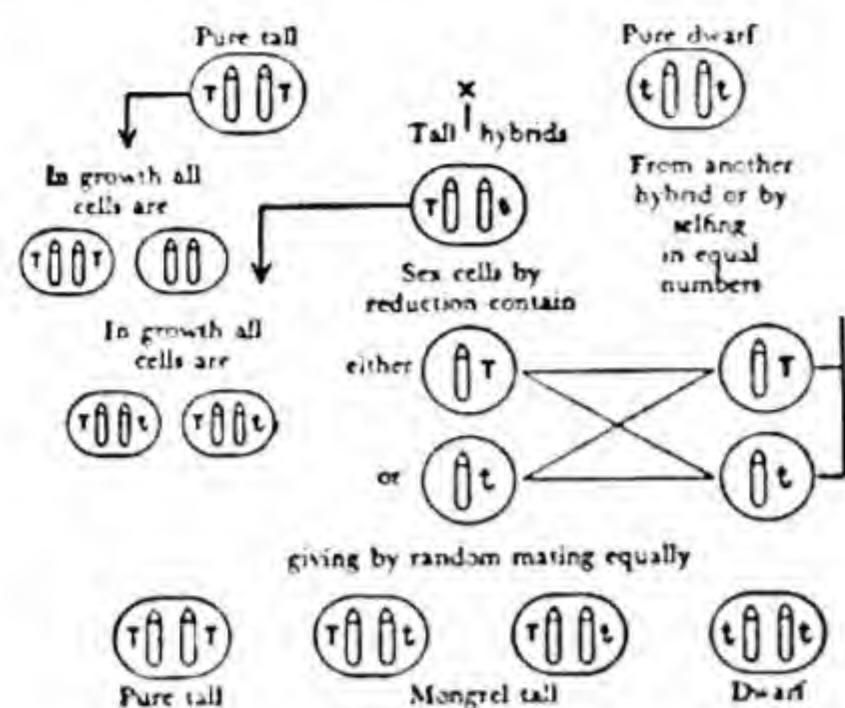 Pure tall
T T
Pure dwarf
t t
×
Tall hybrids
T t
In growth all
cells are
T T
In growth all
cells are
T t
T t
From another
hybrid or by
selfing
in equal
numbers
Sex cells by
reduction contain
either
T
T
or
t
t
giving by random mating equally
T T
T t
T t
t t
Pure tall
Mongrel tall
Dwarf